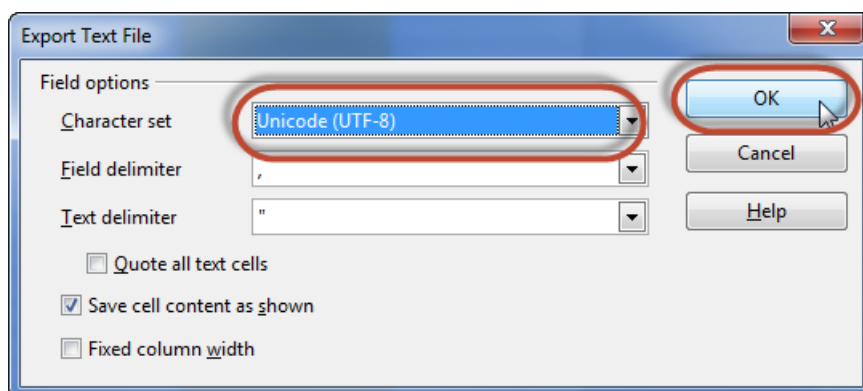 Export Text File
x
Field options
Character set
Unicode (UTF-8)
OK
Field delimiter
,
Cancel
Text delimiter
"
Help
Quote all text cells
Save cell content as shown
Fixed column width